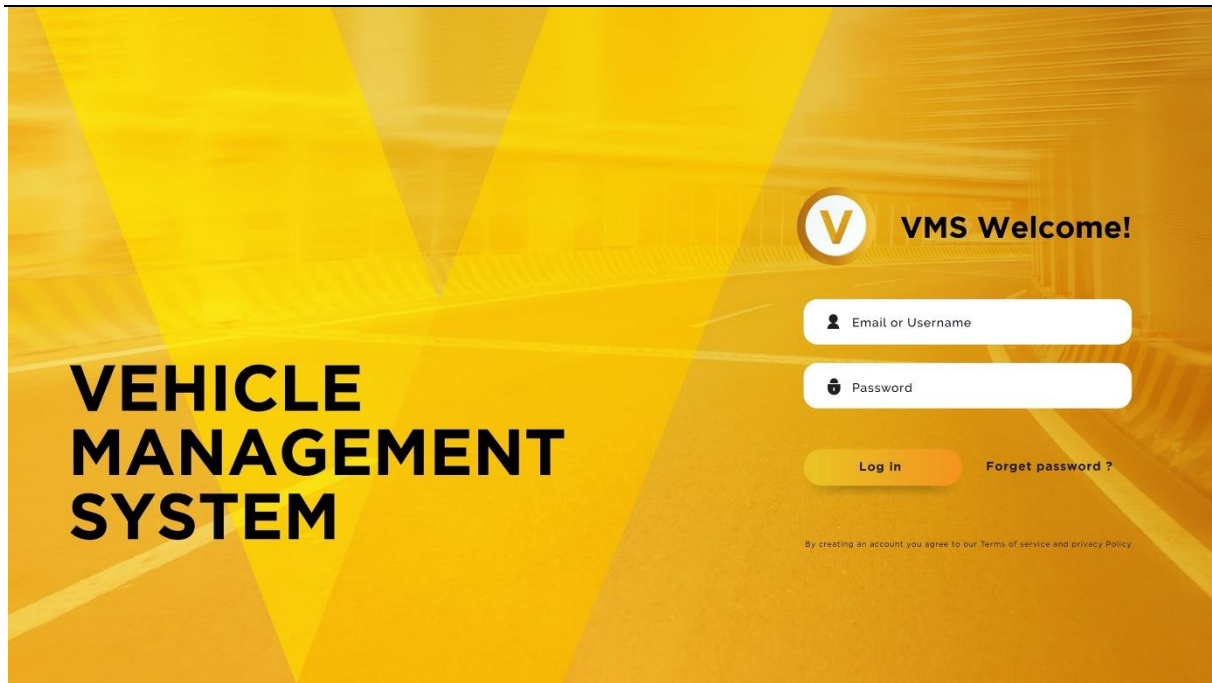 VEHICLE
MANAGEMENT
SYSTEM
V
VMS Welcome!
Email or Username
Password
Log in
Forget password ?
By creating an account you agree to our Terms of service and privacy Policy